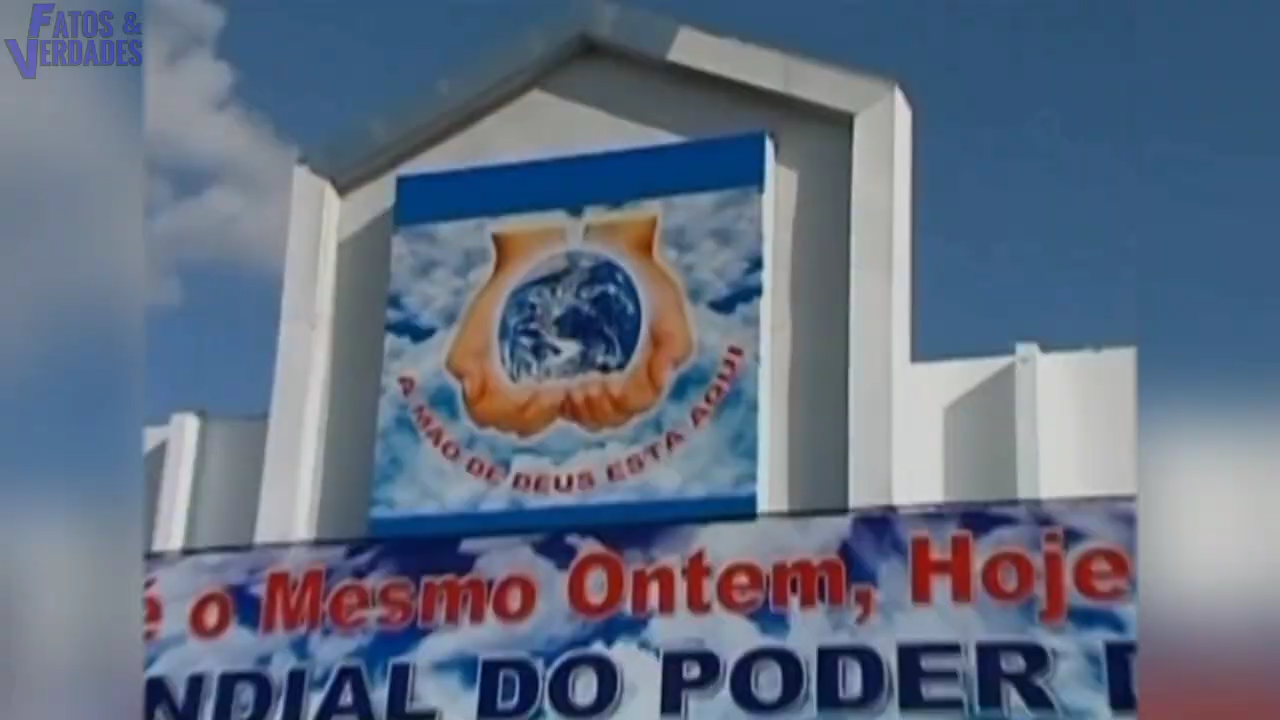 FATOS &
VERDADES
A MÃO DE DEUS ESTÁ AQUI
é o Mesmo Ontem, Hoje
NDIAL DO PODER D